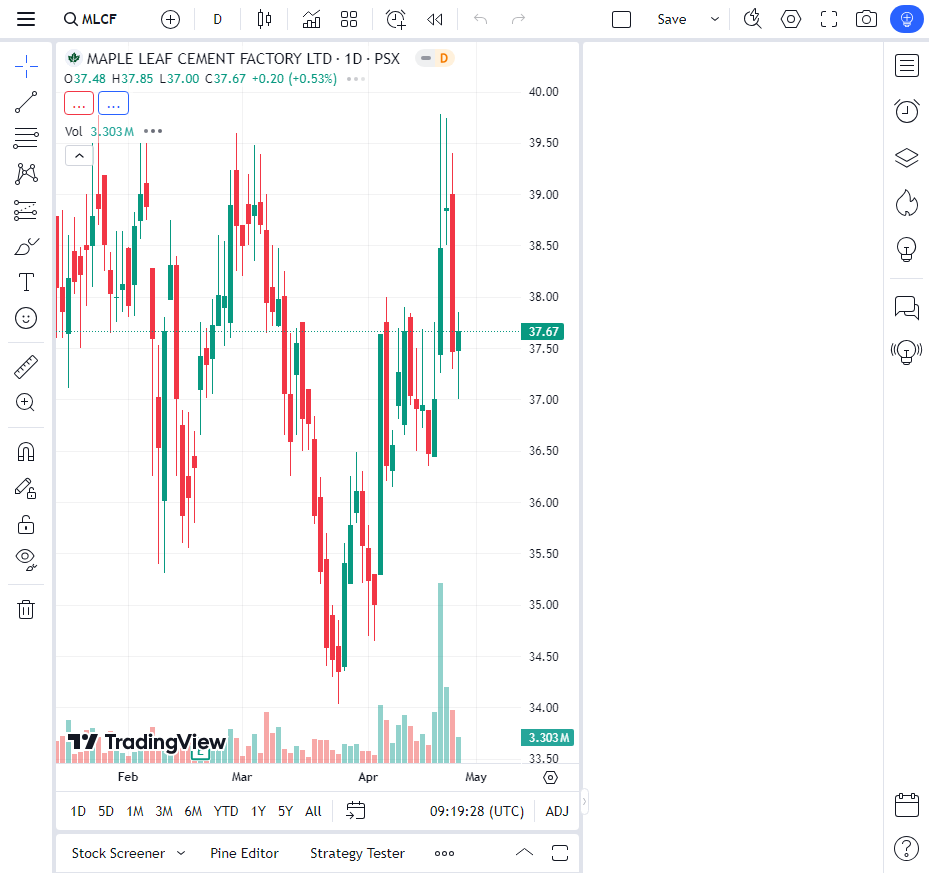 MLCF
D
Save
MAPLE LEAF CEMENT FACTORY LTD · 1D · PSX
D
O37.48 H37.85 L37.00 C37.67 +0.20 (+0.53%)
Vol 3.303M
40.00
39.50
39.00
38.50
38.00
37.67
37.50
37.00
36.50
36.00
35.50
35.00
34.50
34.00
3.303M
33.50
TradingView
E
Feb Mar Apr May
1D 5D 1M 3M 6M YTD 1Y 5Y All
09:19:28 (UTC)
ADJ
Stock Screener
Pine Editor
Strategy Tester